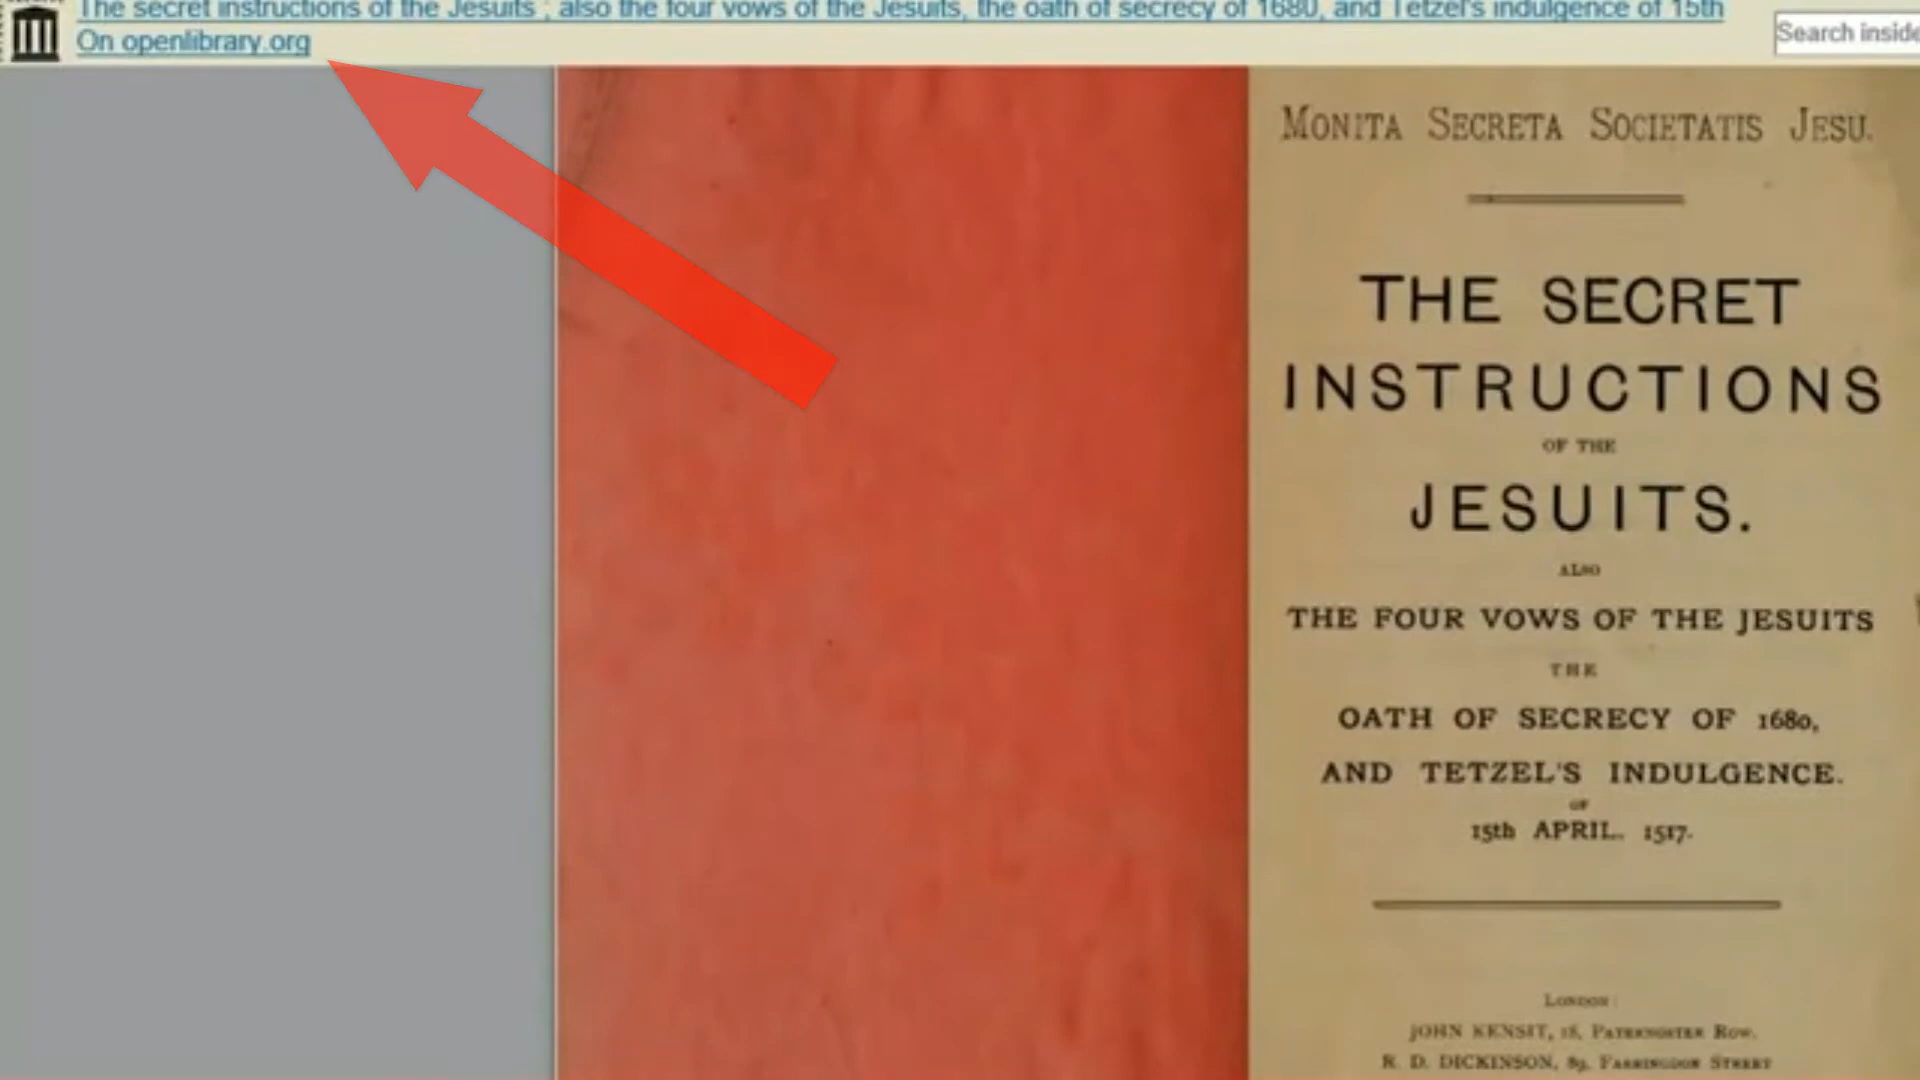 The secret instructions of the Jesuits ; also the four vows of the Jesuits, the oath of secrecy of 1680, and Tetzel's indulgence of 15th
On openlibrary.org
Search inside
MONITA SECRETA SOCIETATIS JESU.
THE SECRET
INSTRUCTIONS
OF THE
JESUITS.
ALSO
THE FOUR VOWS OF THE JESUITS
THE
OATH OF SECRECY OF 1680,
AND TETZEL'S INDULGENCE.
OF
15th APRIL. 1517.
LONDON:
JOHN KENSIT, 18, PATERNOSTER ROW.
R. D. DICKINSON, 89, FARRINGDON STREET